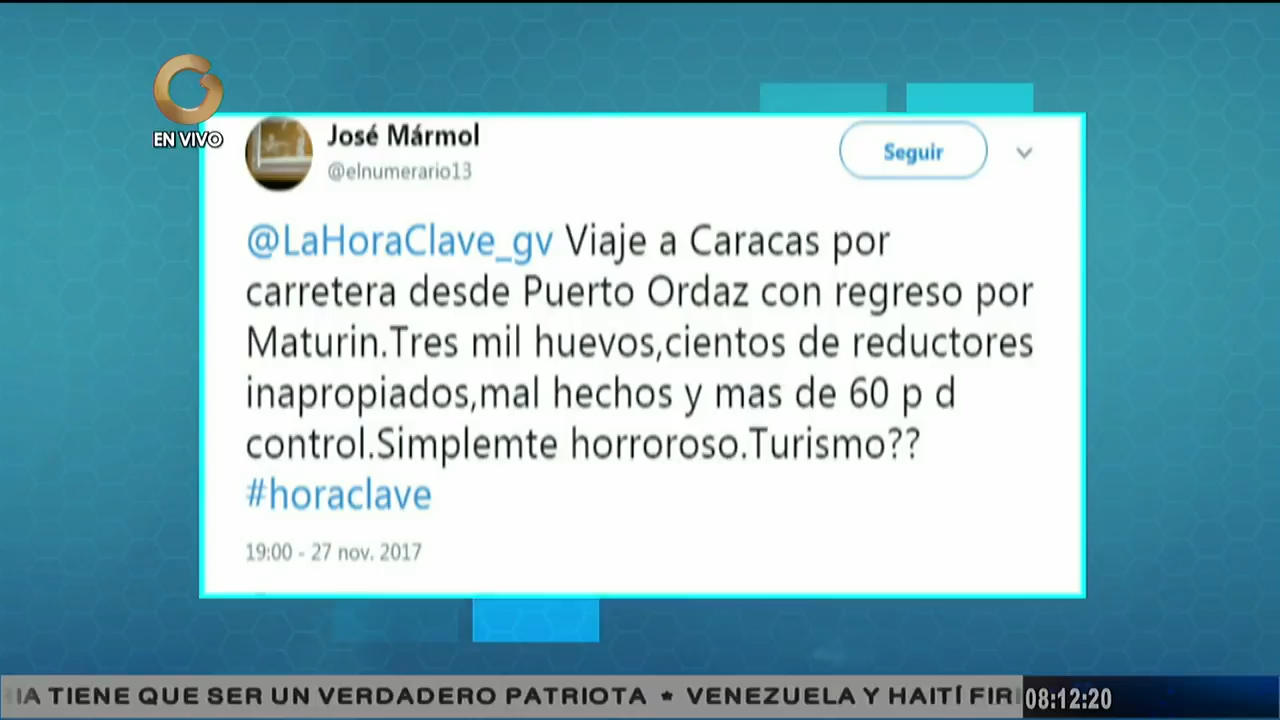 EN VIVO
José Mármol
@elnumerario13
Seguir
@LaHoraClave_gv Viaje a Caracas por
carretera desde Puerto Ordaz con regreso por
Maturin.Tres mil huevos,cientos de reductores
inapropiados,mal hechos y mas de 60 p d
control.Simplemte horroroso.Turismo??
#horaclave
19:00 - 27 nov. 2017
TIENE QUE SER UN VERDADERO PATRIOTA * VENEZUELA Y HAITÍ
08:12:20